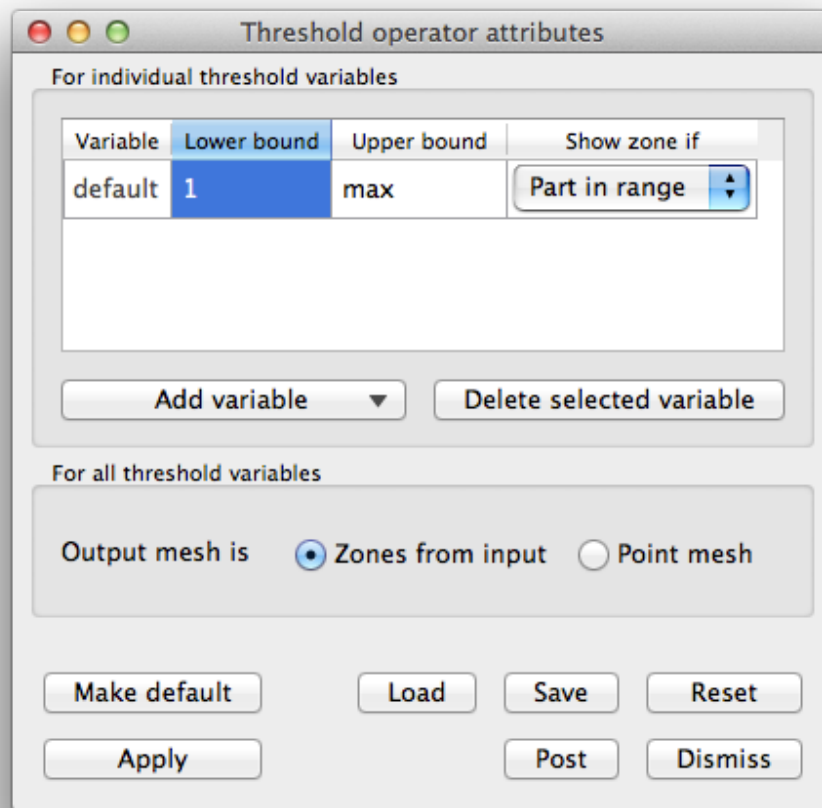 Threshold operator attributes
For individual threshold variables
Variable Lower bound Upper bound Show zone if
default 1 max Part in range
Add variable Delete selected variable
For all threshold variables
Output mesh is Zones from input Point mesh
Make default Load Save Reset
Apply Post Dismiss